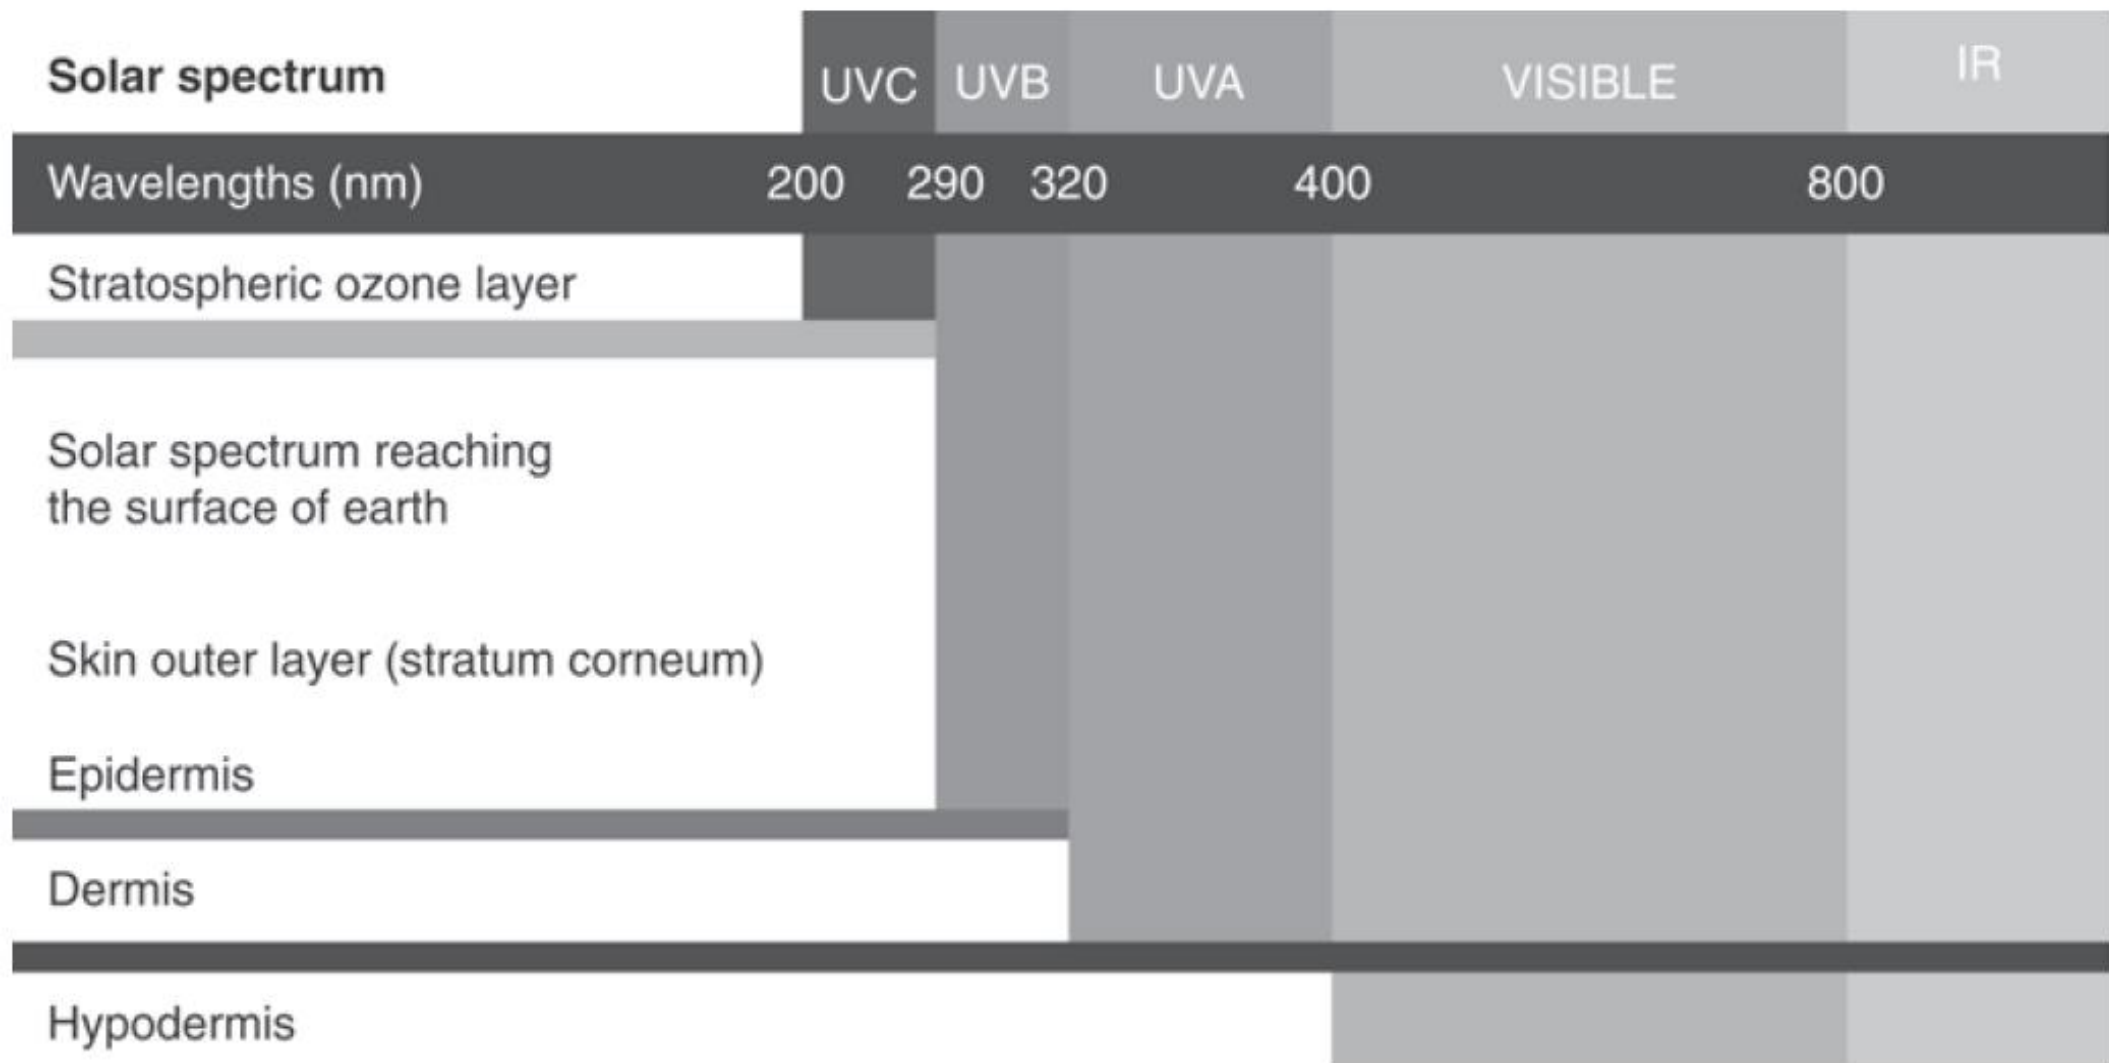 Solar spectrum UVC UVB UVA VISIBLE IR
Wavelengths (nm) 200 290 320 400 800
Stratospheric ozone layer
Solar spectrum reaching
the surface of earth
Skin outer layer (stratum corneum)
Epidermis
Dermis
Hypodermis